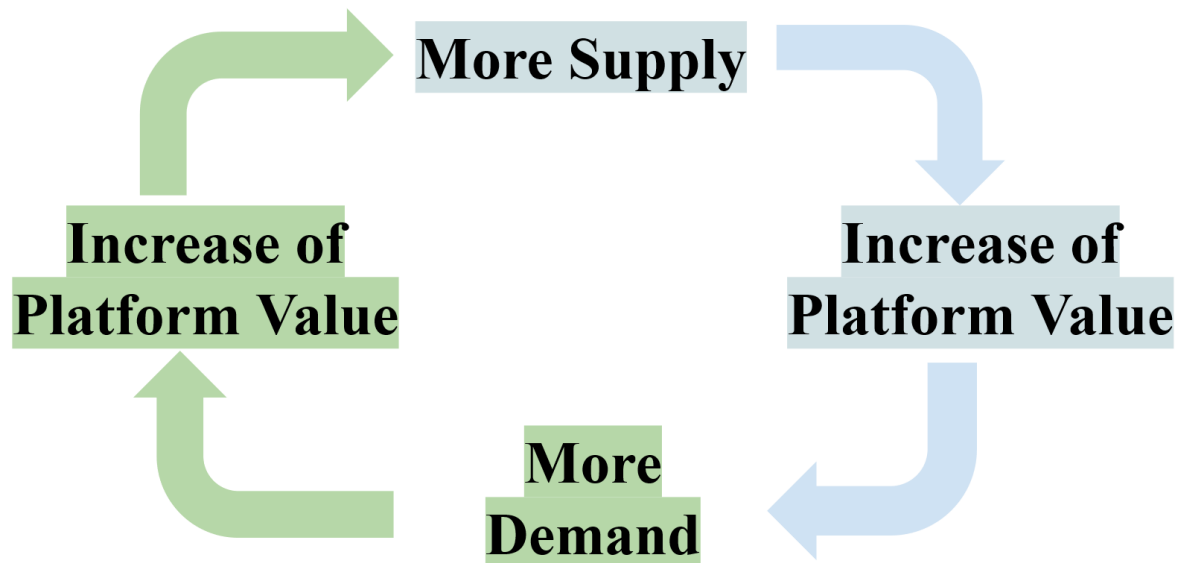 More Supply
Increase of
Platform Value
Increase of
Platform Value
More
Demand